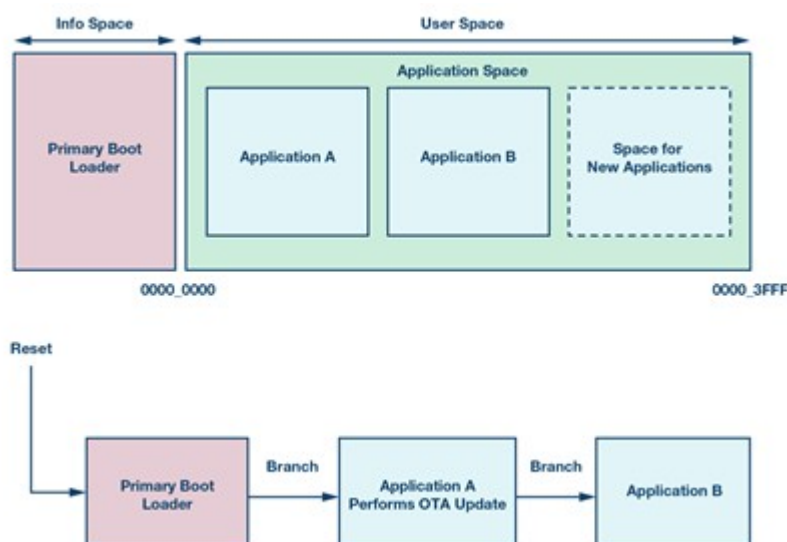 Info Space
User Space
Application Space
Primary Boot
Loader
Application A
Application B
Space for
New Applications
0000_0000
0000_3FFF
Reset
Primary Boot
Loader
Branch
Application A
Performs OTA Update
Branch
Application B